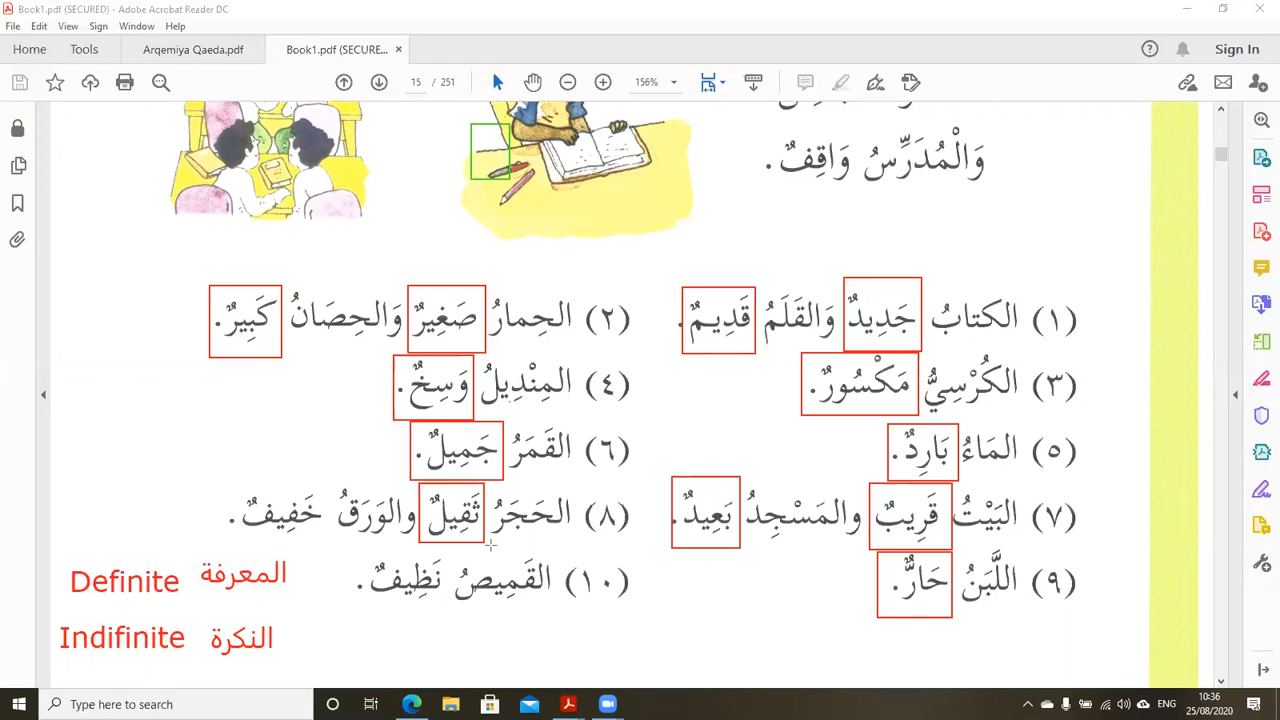 Book1.pdf (SECURED) - Adobe Acrobat Reader DC
File Edit View Sign Window Help
Home Tools Arqemiya Qaeda.pdf Book1.pdf (SECURE... × Sign In
15 / 251 156%
وَالْمُدَرِّسُ وَاقِفٌ .
(١) الكتابُ جَدِيدٌ وَالقَلَمُ قَدِيمٌ .
(٢) الحِمارُ صَغِيرٌ وَالحِصَانُ كَبِيرٌ .
(٣) الكُرْسِيُّ مَكْسُورٌ .
(٤) المِنْدِيلُ وَسِخٌ .
(٥) المَاءُ بَارِدٌ .
(٦) القَمَرُ جَمِيلٌ .
(٧) البَيْتُ قَرِيبٌ والمَسْجِدُ بَعِيدٌ .
(٨) الحَجَرُ ثَقِيلٌ والوَرَقُ خَفِيفٌ .
(٩) اللَّبَنُ حَارٌّ .
(١٠) القَمِيصُ نَظِيفٌ .
Definite المعرفة
Indifinite النكرة
Type here to search
ENG 10:36
25/08/2020